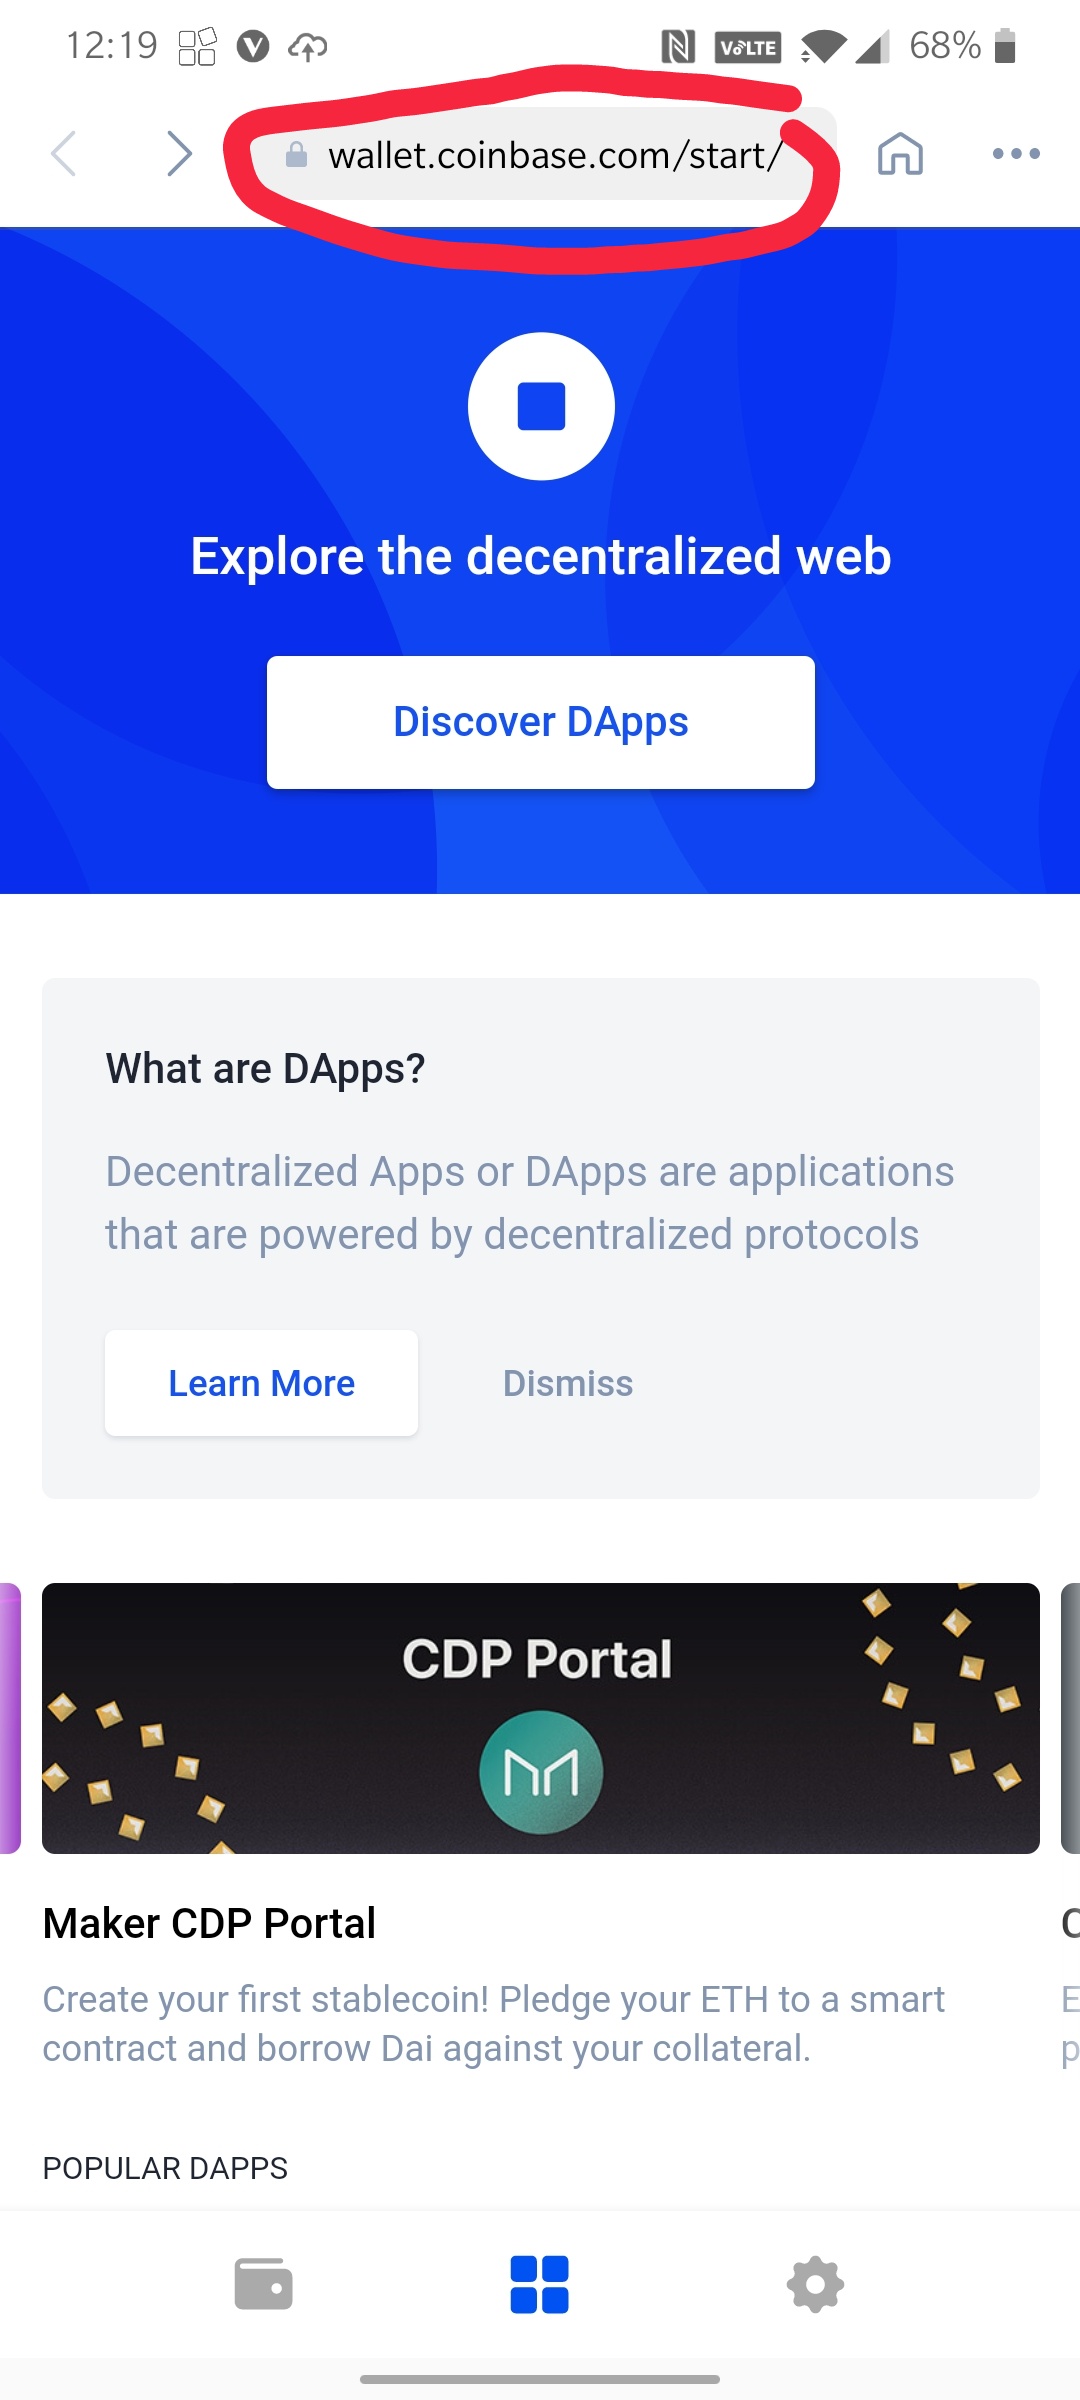 12:19
VoLTE
68%
wallet.coinbase.com/start/
Explore the decentralized web
Discover DApps
What are DApps?
Decentralized Apps or DApps are applications
that are powered by decentralized protocols
Learn More
Dismiss
CDP Portal
Maker CDP Portal
Create your first stablecoin! Pledge your ETH to a smart
contract and borrow Dai against your collateral.
POPULAR DAPPS